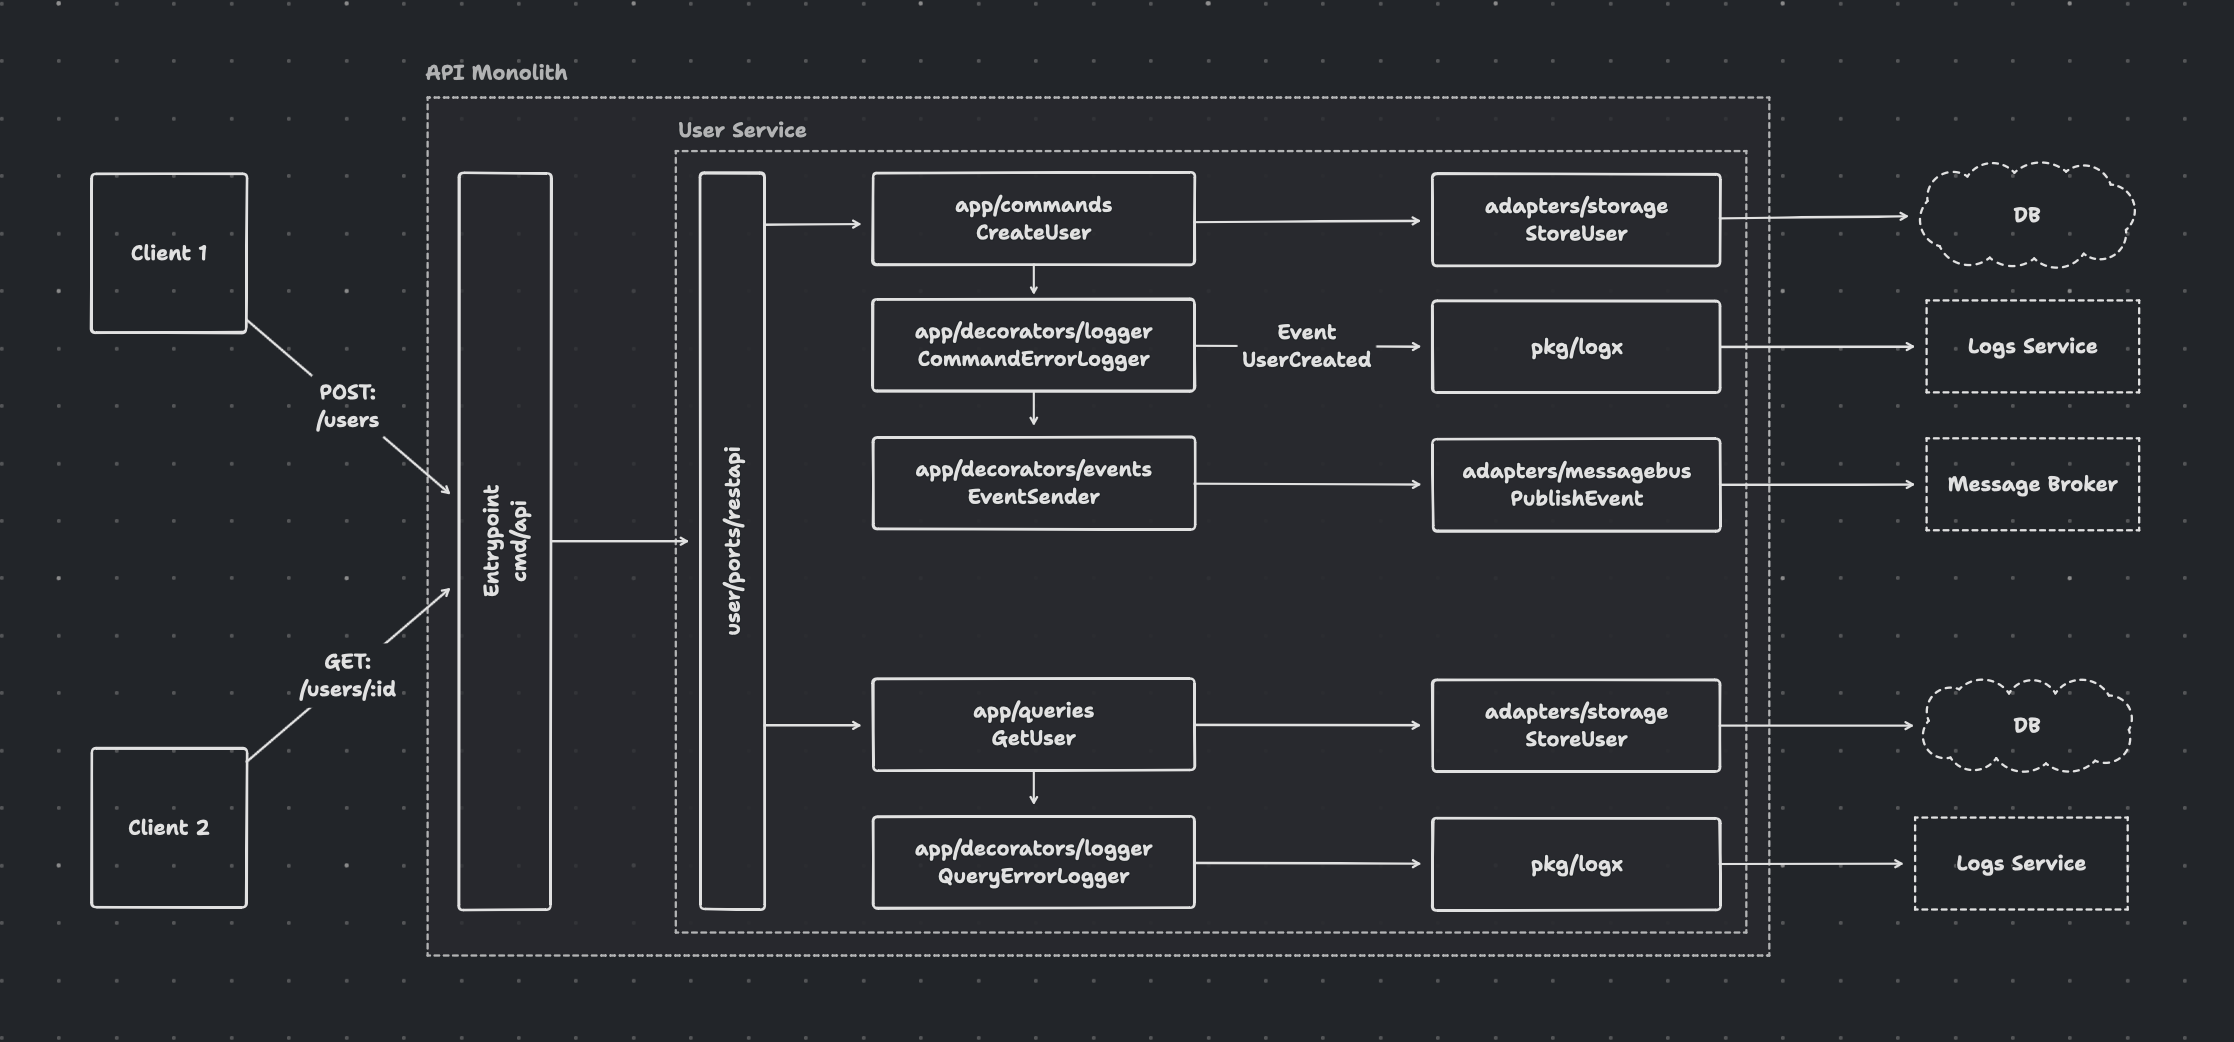 API Monolith
User Service
Client 1
POST:
/users
GET:
/users/:id
Client 2
Entrypoint
cmd/api
user/ports/restapi
app/commands
CreateUser
adapters/storage
StoreUser
DB
app/decorators/logger
CommandErrorLogger
Event
UserCreated
pkg/logx
Logs Service
app/decorators/events
EventSender
adapters/messagebus
PublishEvent
Message Broker
app/queries
GetUser
adapters/storage
StoreUser
DB
app/decorators/logger
QueryErrorLogger
pkg/logx
Logs Service